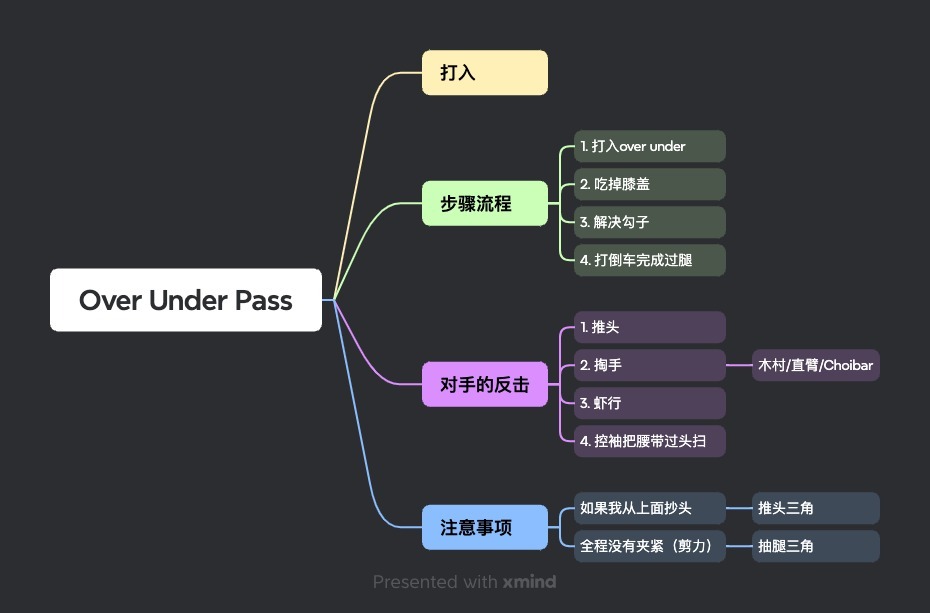 Over Under Pass
打入
步骤流程
1. 打入over under
2. 吃掉膝盖
3. 解决勾子
4. 打倒车完成过腿
对手的反击
1. 推头
2. 掏手
木村/直臂/Choibar
3. 虾行
4. 控袖把腰带过头扫
注意事项
如果我从上面抄头
推头三角
全程没有夹紧（剪力）
抽腿三角
Presented with xmind